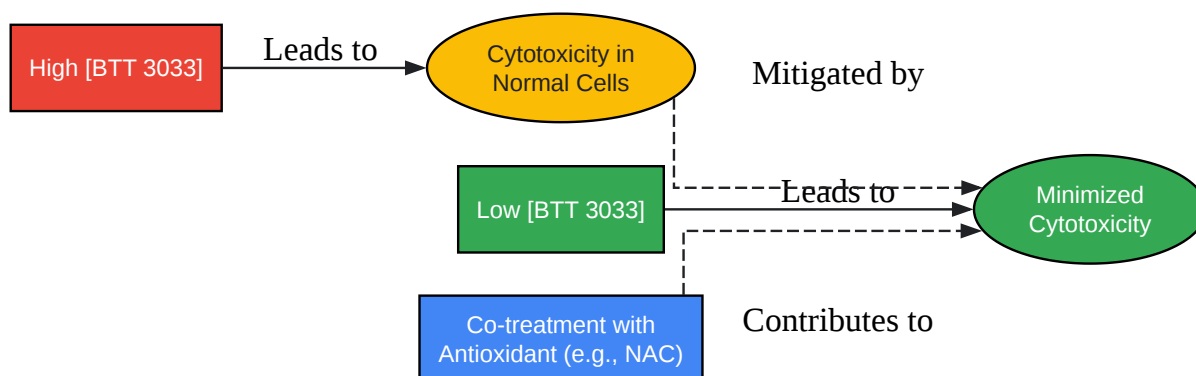 High [BTT 3033]
Leads to
Cytotoxicity in
Normal Cells
Mitigated by
Low [BTT 3033]
Leads to
Minimized
Cytotoxicity
Co-treatment with
Antioxidant (e.g., NAC)
Contributes to